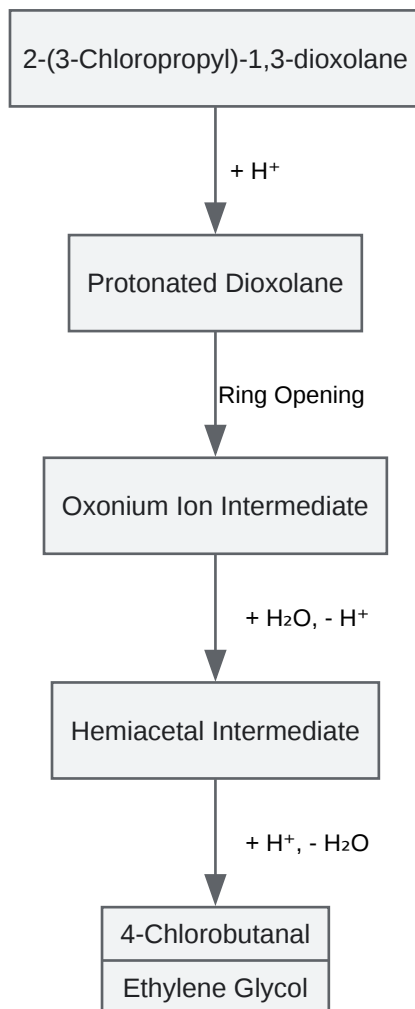 2-(3-Chloropropyl)-1,3-dioxolane
+ H⁺
Protonated Dioxolane
Ring Opening
Oxonium Ion Intermediate
+ H₂O, - H⁺
Hemiacetal Intermediate
+ H⁺, - H₂O
4-Chlorobutanal
Ethylene Glycol